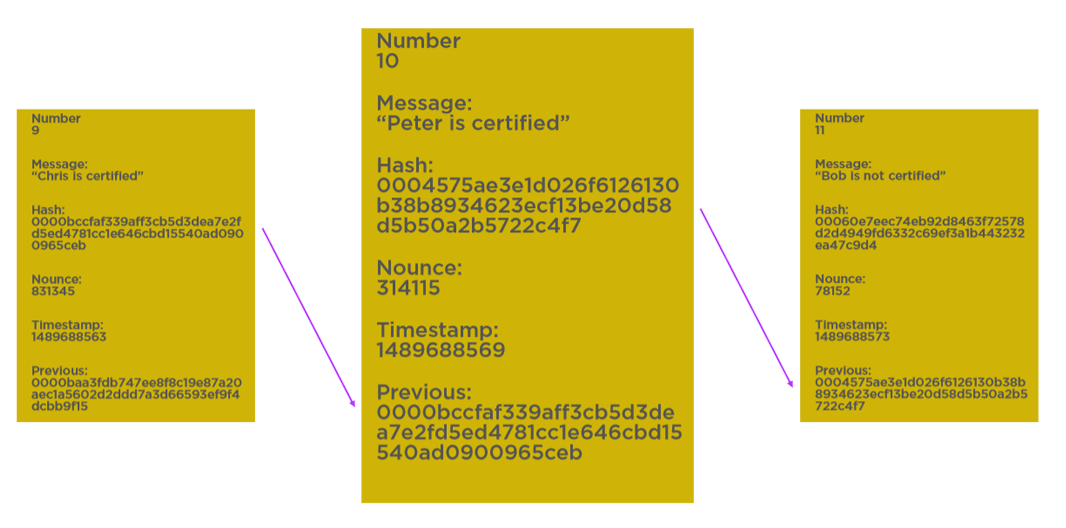 Number
9
Message:
“Chris is certified”
Hash:
0000bccfaf339aff3cb5d3dea7e2f
d5ed4781cc1e646cbd15540ad090
0965ceb
Nounce:
831345
Timestamp:
1489688563
Previous:
0000baa3fdb747ee8f8c19e87a20
aec1a5602d2ddd7a3d66593ef9f4
dcbb9f15
Number
10
Message:
“Peter is certified”
Hash:
0004575ae3e1d026f6126130
b38b8934623ecf13be20d58
d5b50a2b5722c4f7
Nounce:
314115
Timestamp:
1489688569
Previous:
0000bccfaf339aff3cb5d3de
a7e2fd5ed4781cc1e646cbd15
540ad0900965ceb
Number
11
Message:
“Bob is not certified”
Hash:
00060e7eec74eb92d8463f72578
d2d4949fd6332c69ef3a1b443232
ea47c9d4
Nounce:
78152
Timestamp:
1489688573
Previous:
0004575ae3e1d026f6126130b38b
8934623ecf13be20d58d5b50a2b5
722c4f7